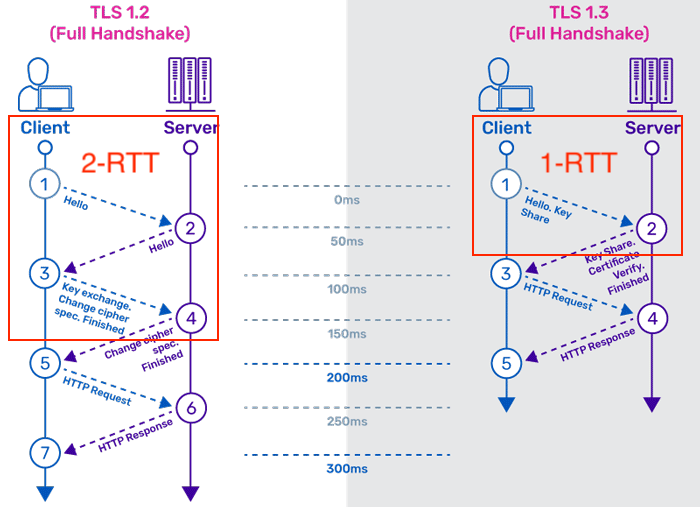 TLS 1.2
(Full Handshake)
Client
Server
2-RTT
1
Hello
2
Hello
3
Key exchange.
Change cipher
spec. Finished
4
Change cipher
spec.
Finished
5
HTTP Request
6
HTTP Response
7
0ms
50ms
100ms
150ms
200ms
250ms
300ms
TLS 1.3
(Full Handshake)
Client
Server
1-RTT
1
Hello. Key
Share
2
Key Share.
Certificate
Verify.
Finished
3
HTTP Request
4
HTTP Response
5